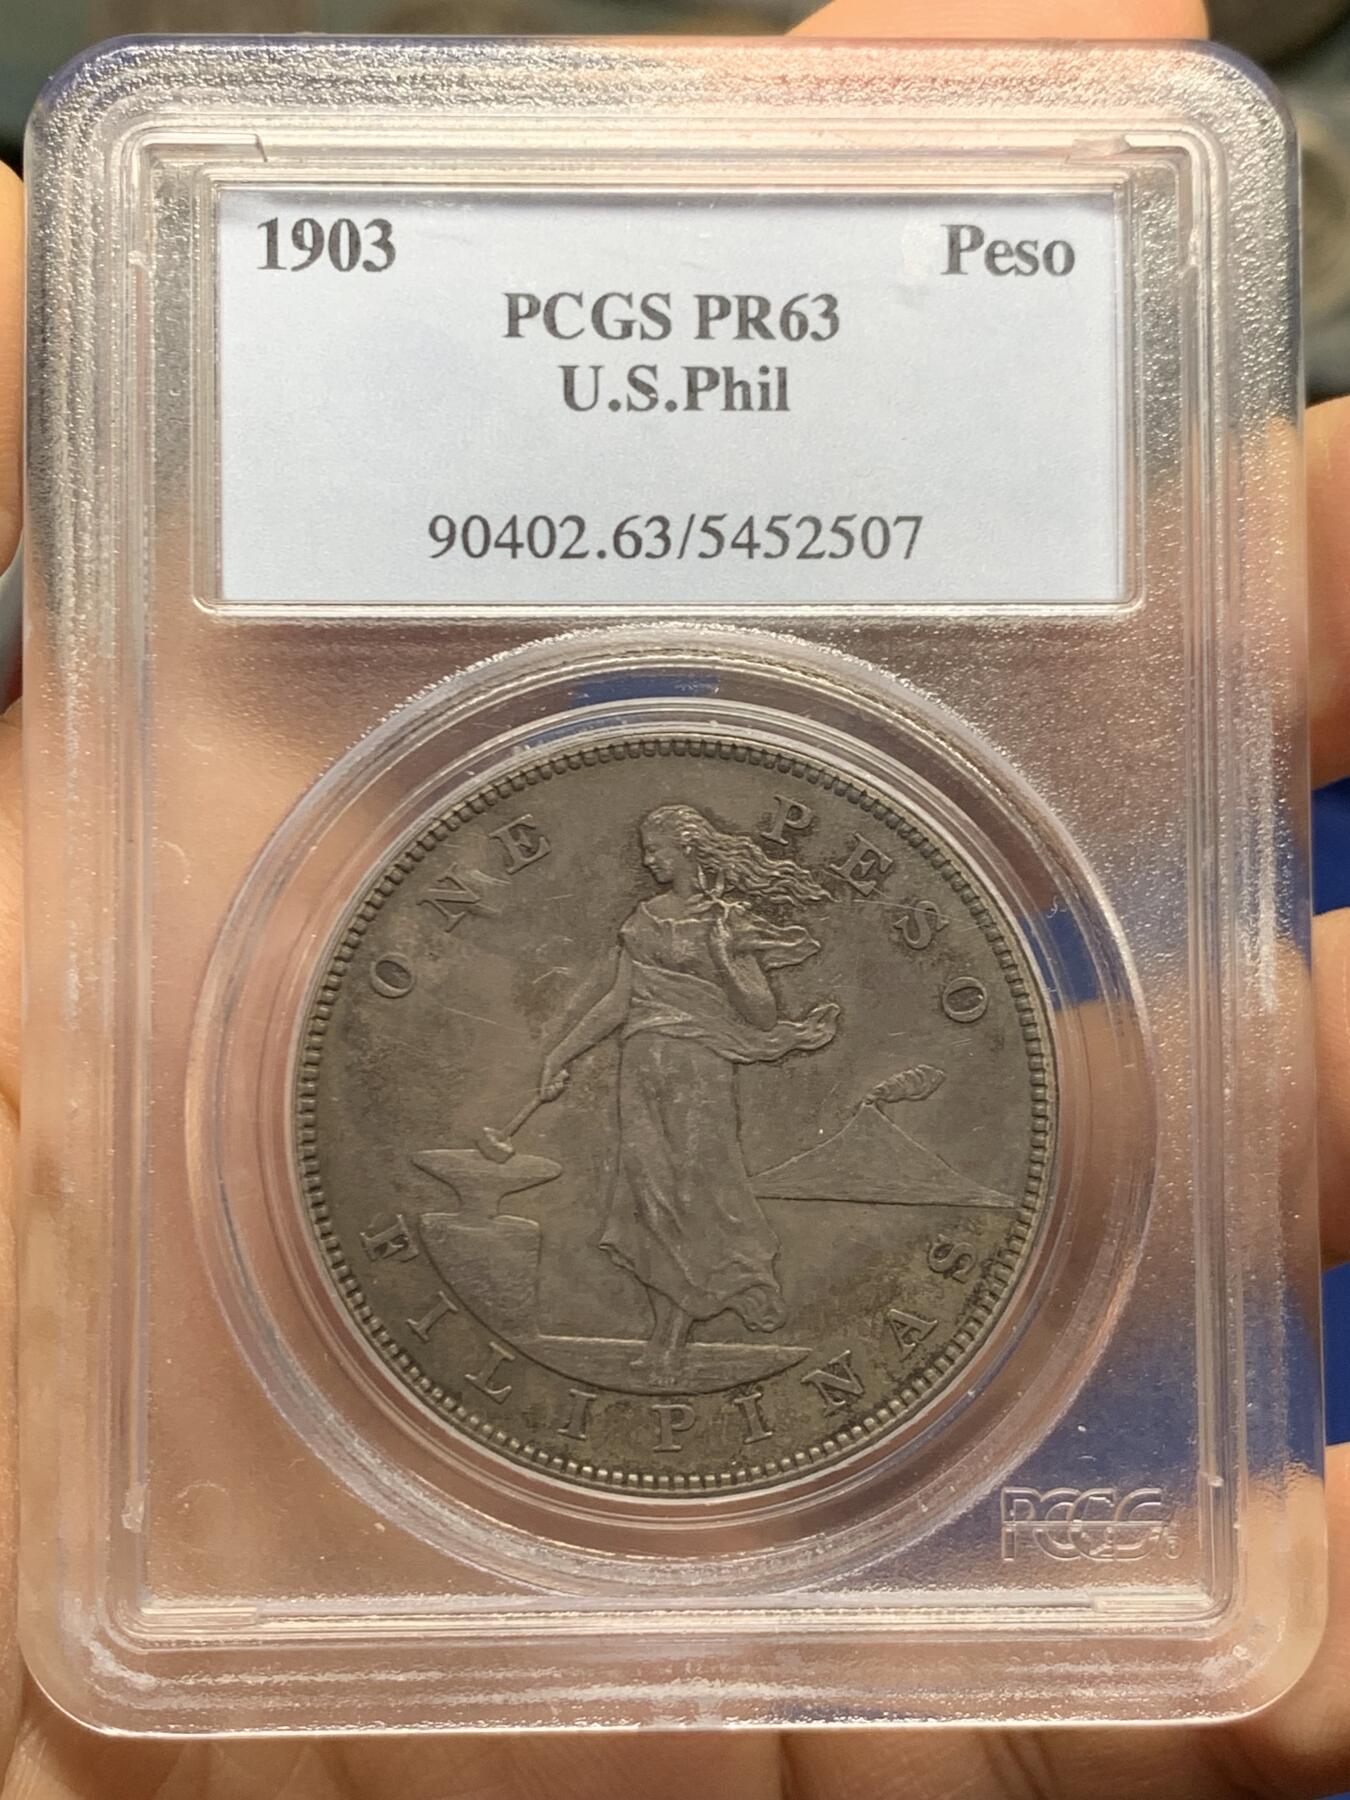 1903 Peso
PCGS PR63
U.S.Phil
90402.63/5452507
ONE PESO
FILIPINAS
PCGS